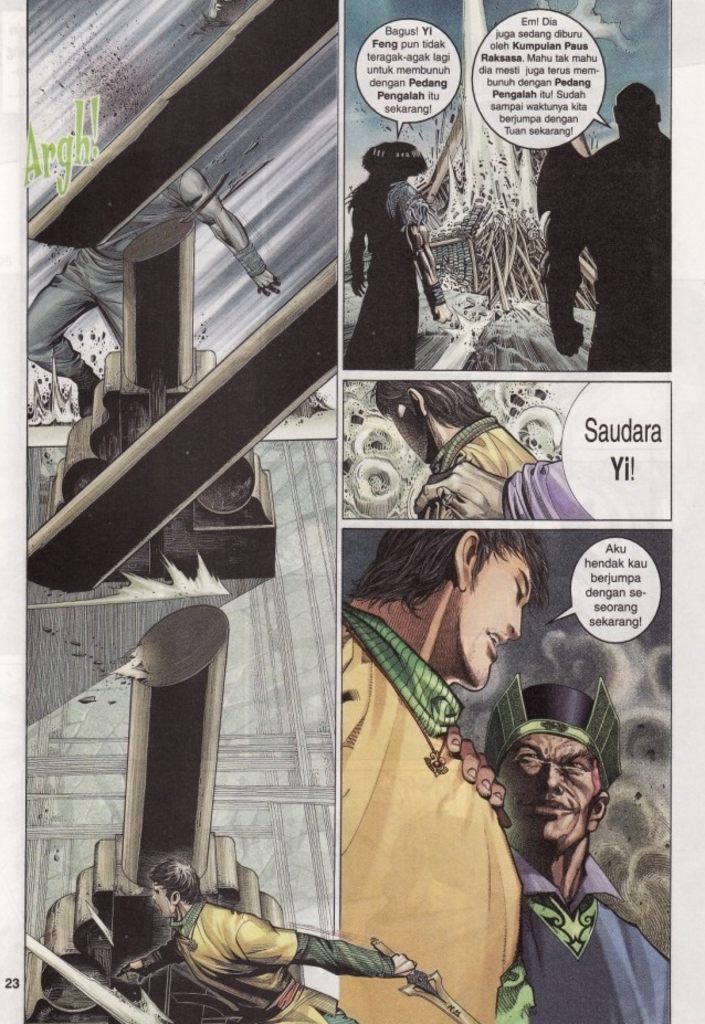 Argh!
Bagus! Yi
Feng pun tidak
teragak-agak lagi
untuk membunuh
dengan Pedang
Pengalah itu
sekarang!
Em! Dia
juga sedang diburu
oleh Kumpulan Paus
Raksasa. Mahu tak mahu
dia mesti juga terus mem-
bunuh dengan Pedang
Pengalah itu! Sudah
sampai waktunya kita
berjumpa dengan
Tuan sekarang!
Saudara
Yi!
Aku
hendak kau
berjumpa
dengan se-
seorang
sekarang!
23